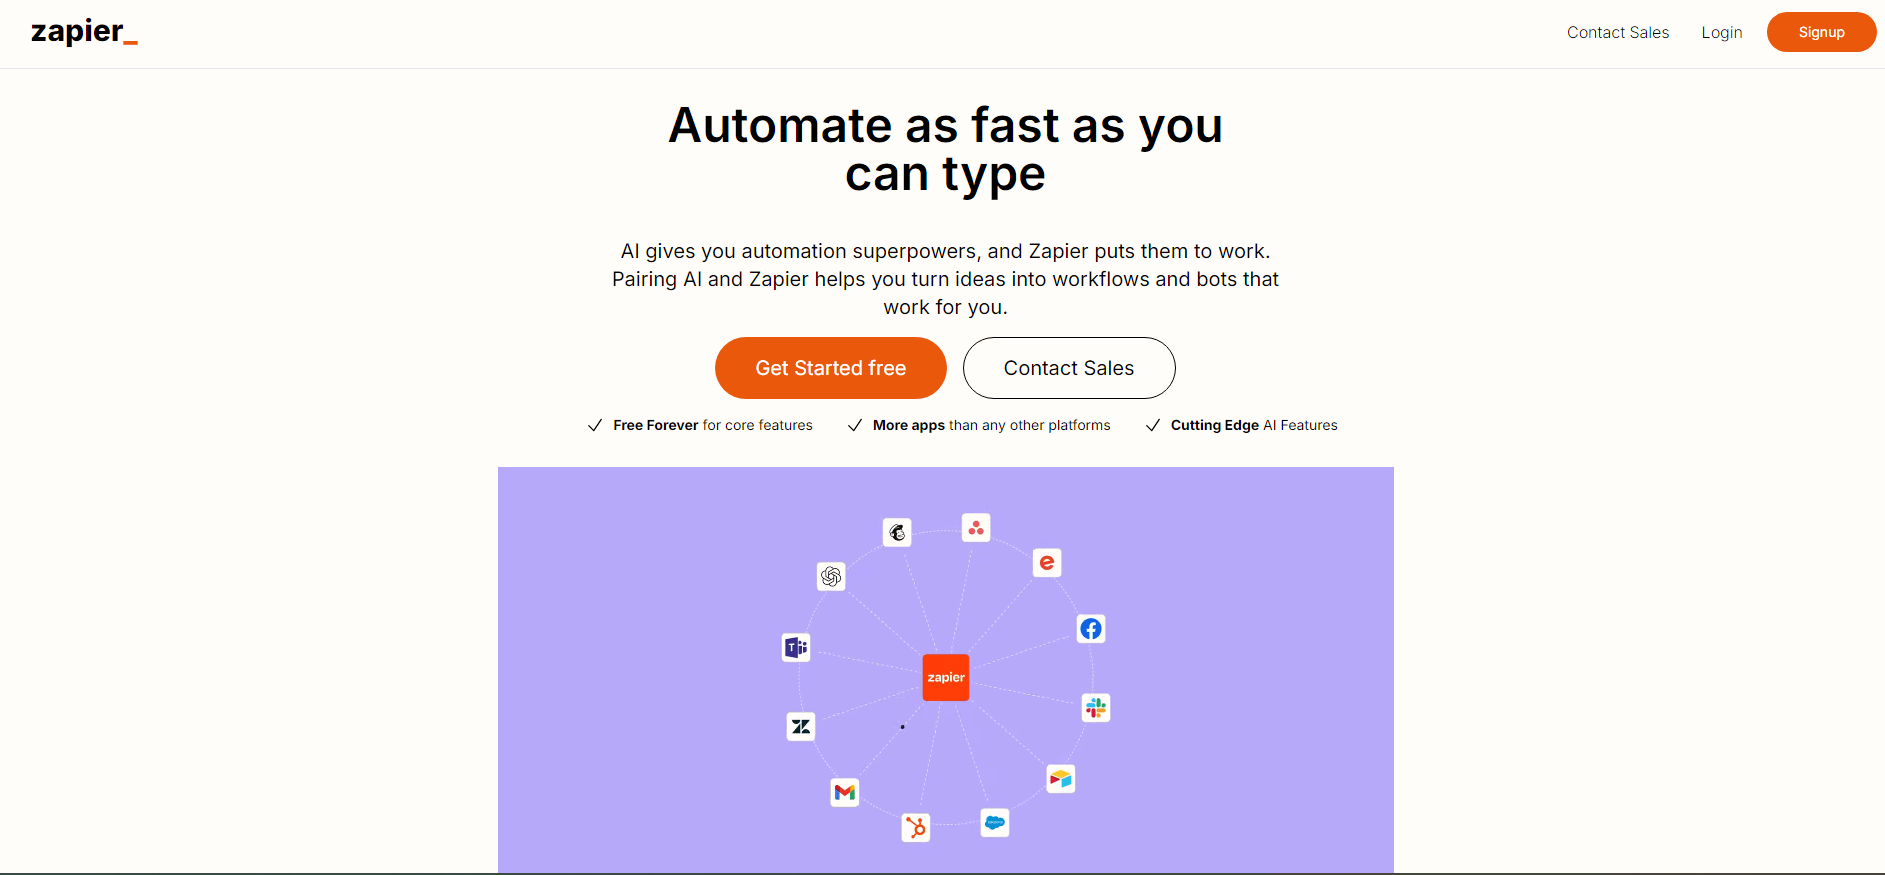 zapier_
Contact Sales
Login
Signup
Automate as fast as you
can type
AI gives you automation superpowers, and Zapier puts them to work.
Pairing AI and Zapier helps you turn ideas into workflows and bots that
work for you.
Get Started free
Contact Sales
Free Forever for core features
More apps than any other platforms
Cutting Edge AI Features
zapier